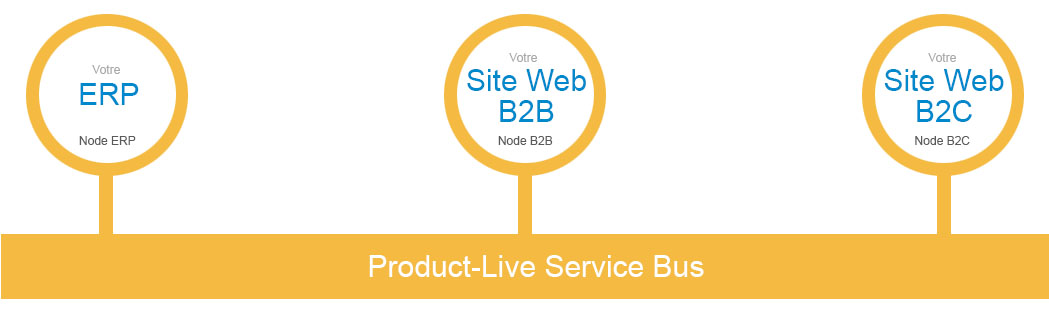 Votre
ERP
Node ERP
Votre
Site Web
B2B
Node B2B
Votre
Site Web
B2C
Node B2C
Product-Live Service Bus